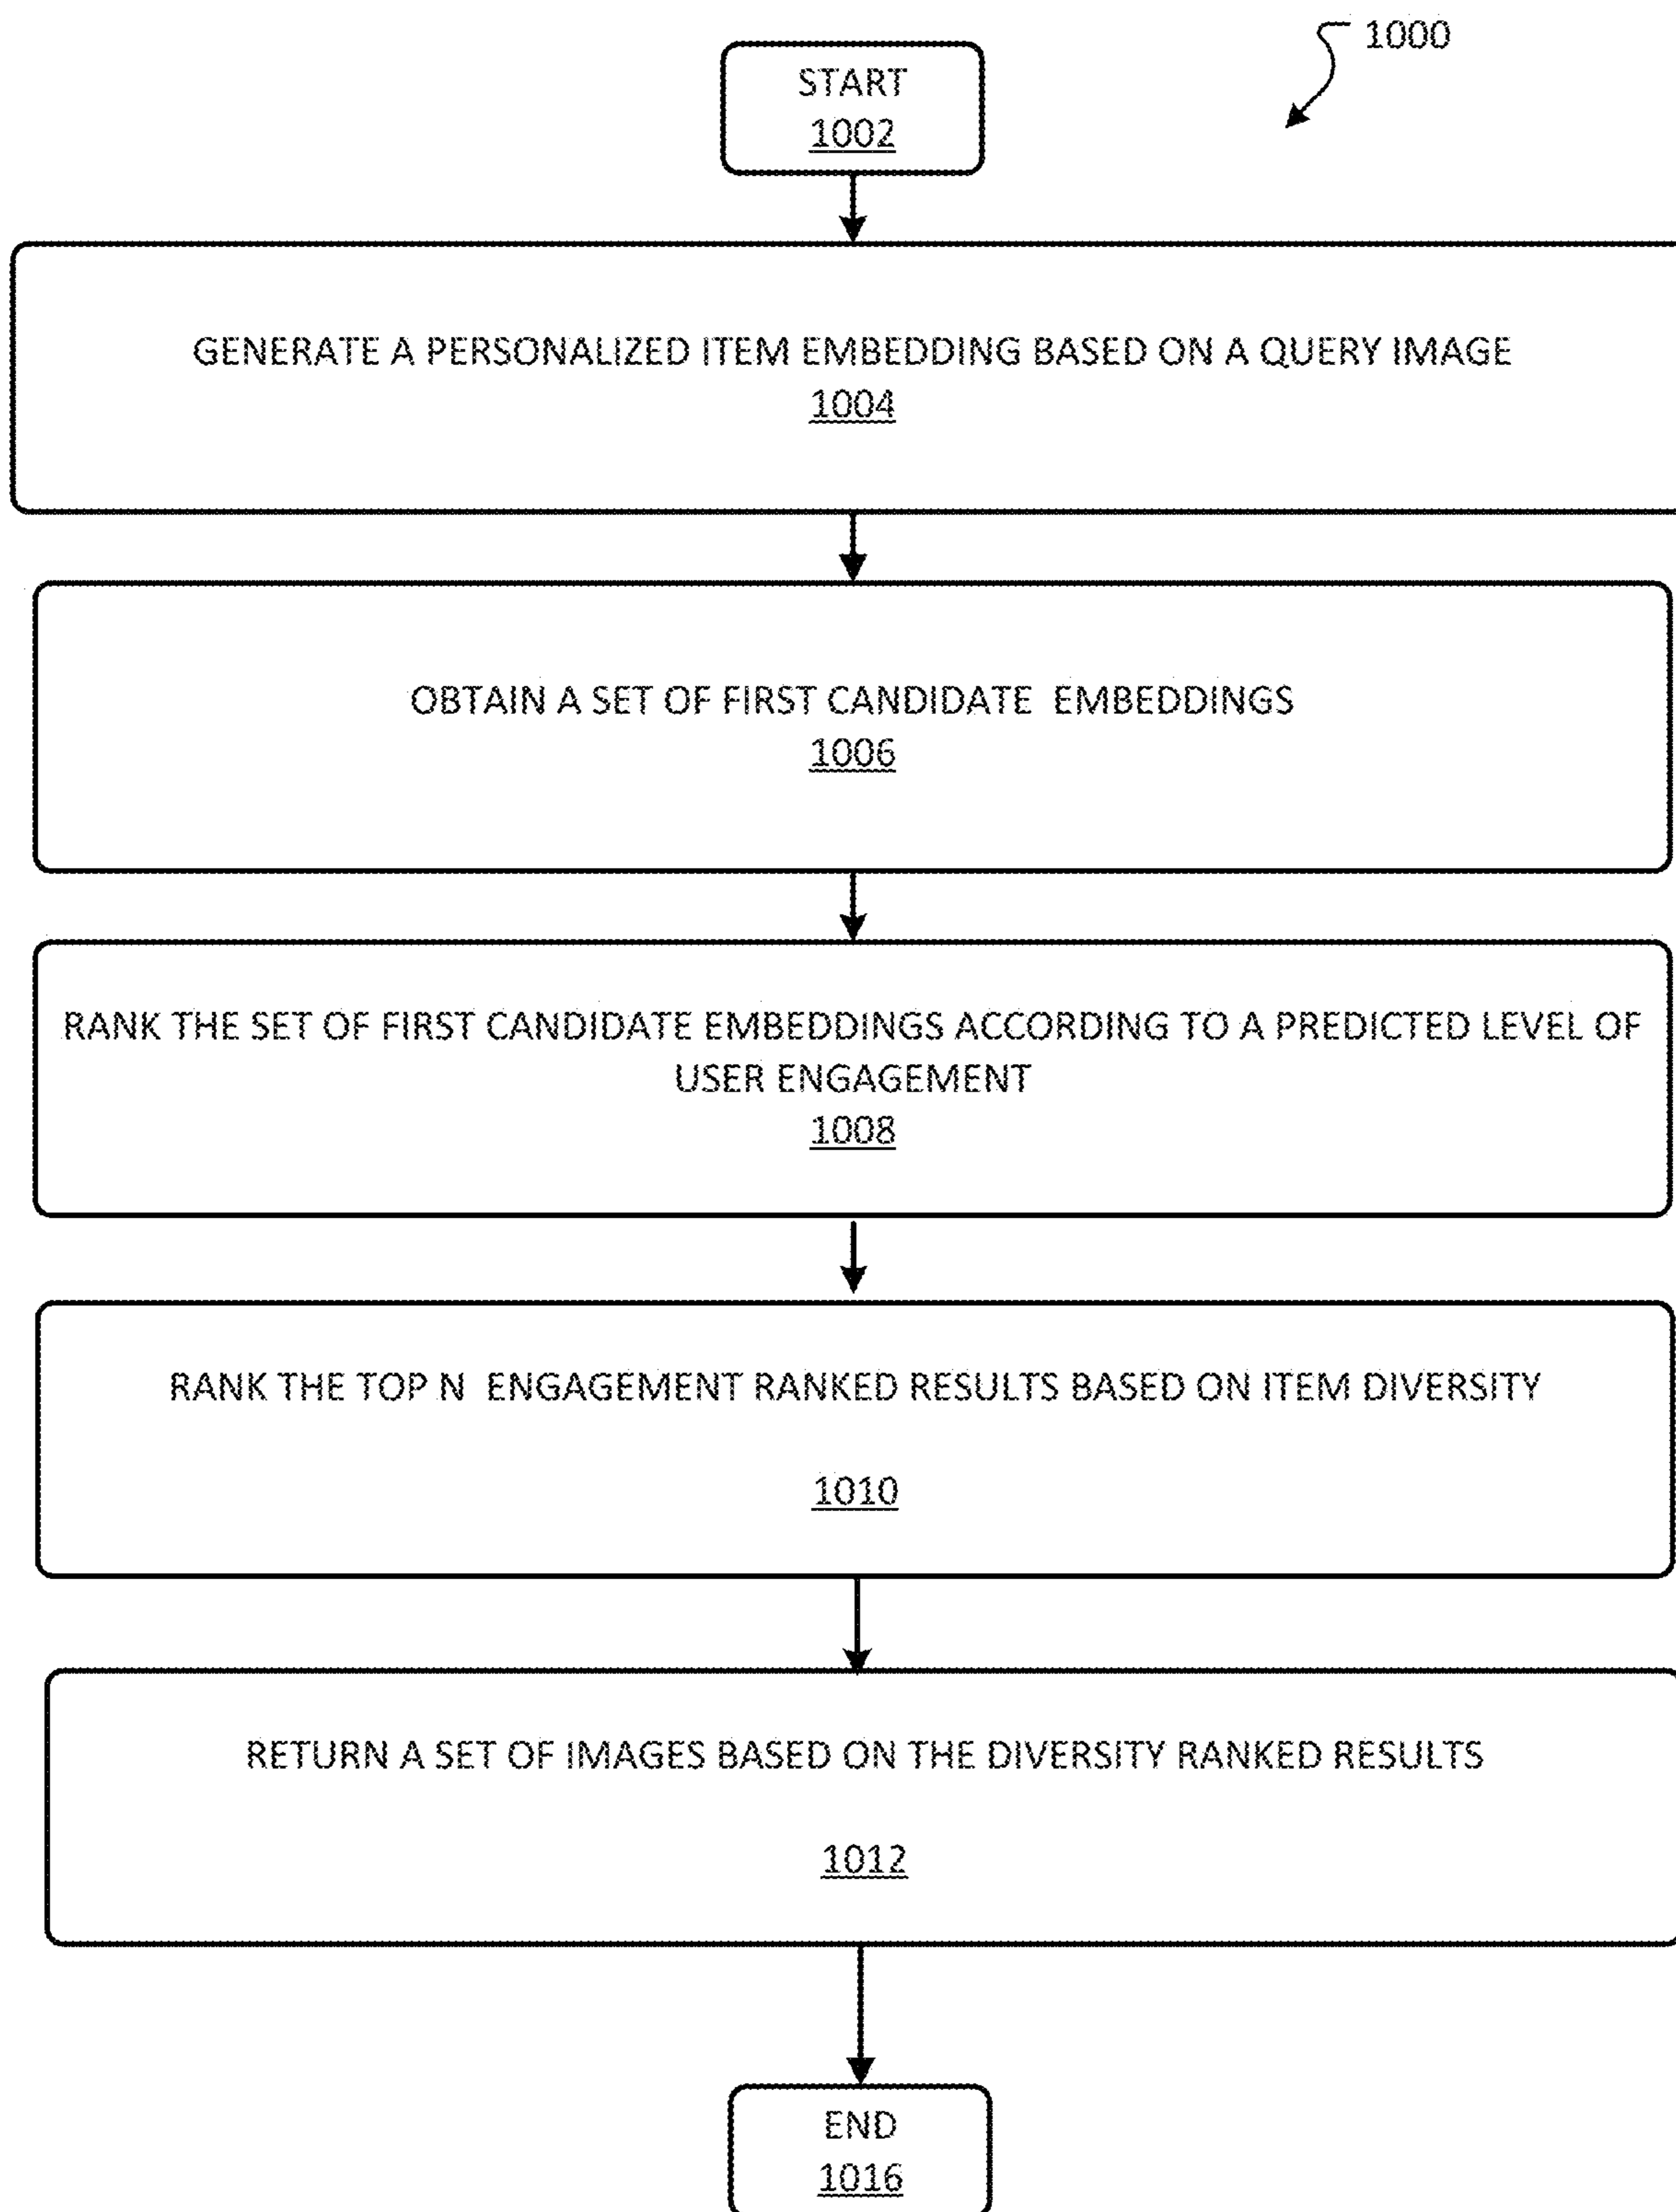 1000
START
1002
GENERATE A PERSONALIZED ITEM EMBEDDING BASED ON A QUERY IMAGE
1004
OBTAIN A SET OF FIRST CANDIDATE EMBEDDINGS
1006
RANK THE SET OF FIRST CANDIDATE EMBEDDINGS ACCORDING TO A PREDICTED LEVEL OF
USER ENGAGEMENT
1008
RANK THE TOP N ENGAGEMENT RANKED RESULTS BASED ON ITEM DIVERSITY
1010
RETURN A SET OF IMAGES BASED ON THE DIVERSITY RANKED RESULTS
1012
END
1016